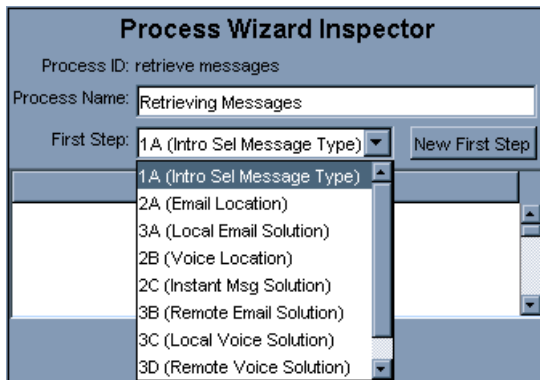 Process Wizard Inspector
Process ID: retrieve messages
Process Name: Retrieving Messages
First Step: 1A (Intro Sel Message Type) New First Step
1A (Intro Sel Message Type)
2A (Email Location)
3A (Local Email Solution)
2B (Voice Location)
2C (Instant Msg Solution)
3B (Remote Email Solution)
3C (Local Voice Solution)
3D (Remote Voice Solution)